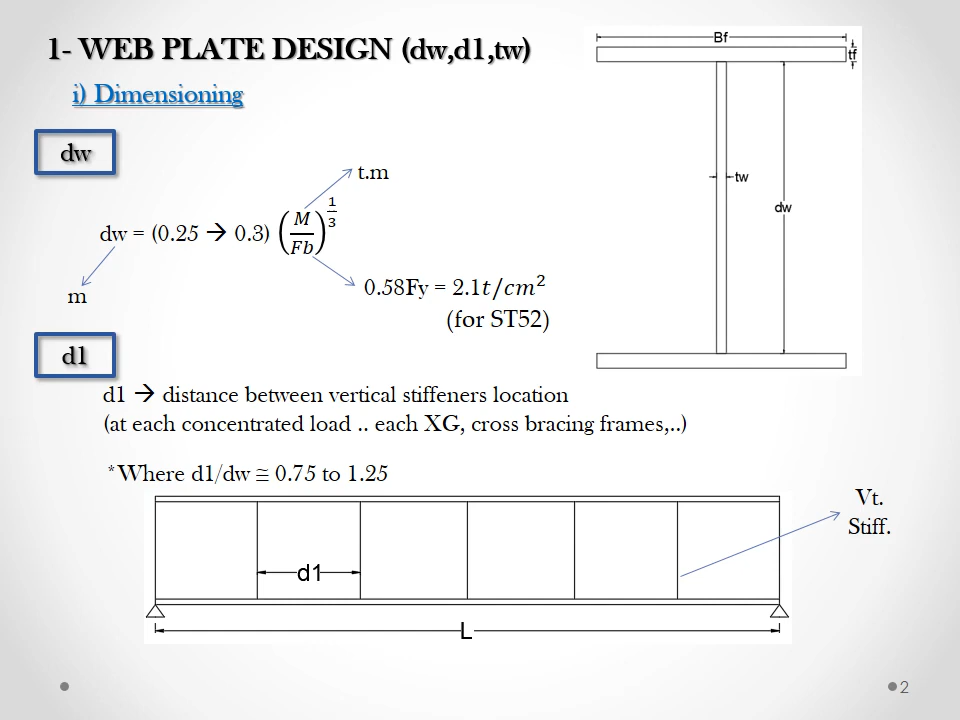 1- WEB PLATE DESIGN (dw,d1,tw)
i) Dimensioning
dw
t.m
dw = (0.25 → 0.3) (M/Fb)^(1/3)
m
0.58Fy = 2.1t/cm²
(for ST52)
Bf
tf
tw
dw
d1
d1 → distance between vertical stiffeners location
(at each concentrated load .. each XG, cross bracing frames,..)
*Where d1/dw ≅ 0.75 to 1.25
Vt.
Stiff.
d1
L
2